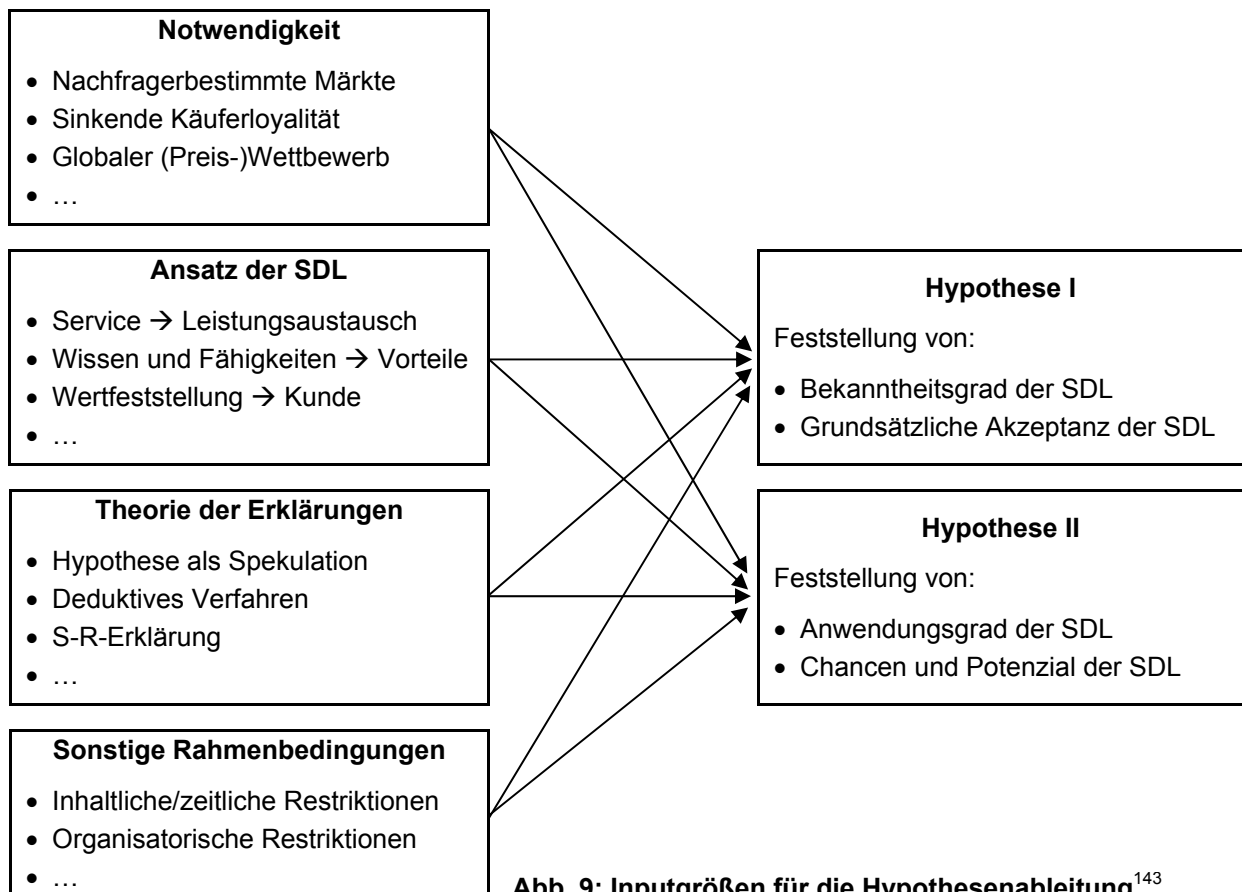 Notwendigkeit
• Nachfragerbestimmte Märkte
• Sinkende Käuferloyalität
• Globaler (Preis-)Wettbewerb
• …
Ansatz der SDL
• Service → Leistungsaustausch
• Wissen und Fähigkeiten → Vorteile
• Wertfeststellung → Kunde
• …
Theorie der Erklärungen
• Hypothese als Spekulation
• Deduktives Verfahren
• S-R-Erklärung
• …
Sonstige Rahmenbedingungen
• Inhaltliche/zeitliche Restriktionen
• Organisatorische Restriktionen
• …
Hypothese I
Feststellung von:
• Bekanntheitsgrad der SDL
• Grundsätzliche Akzeptanz der SDL
Hypothese II
Feststellung von:
• Anwendungsgrad der SDL
• Chancen und Potenzial der SDL
Abb. 9: Inputgrößen für die Hypothesenableitung¹⁴³